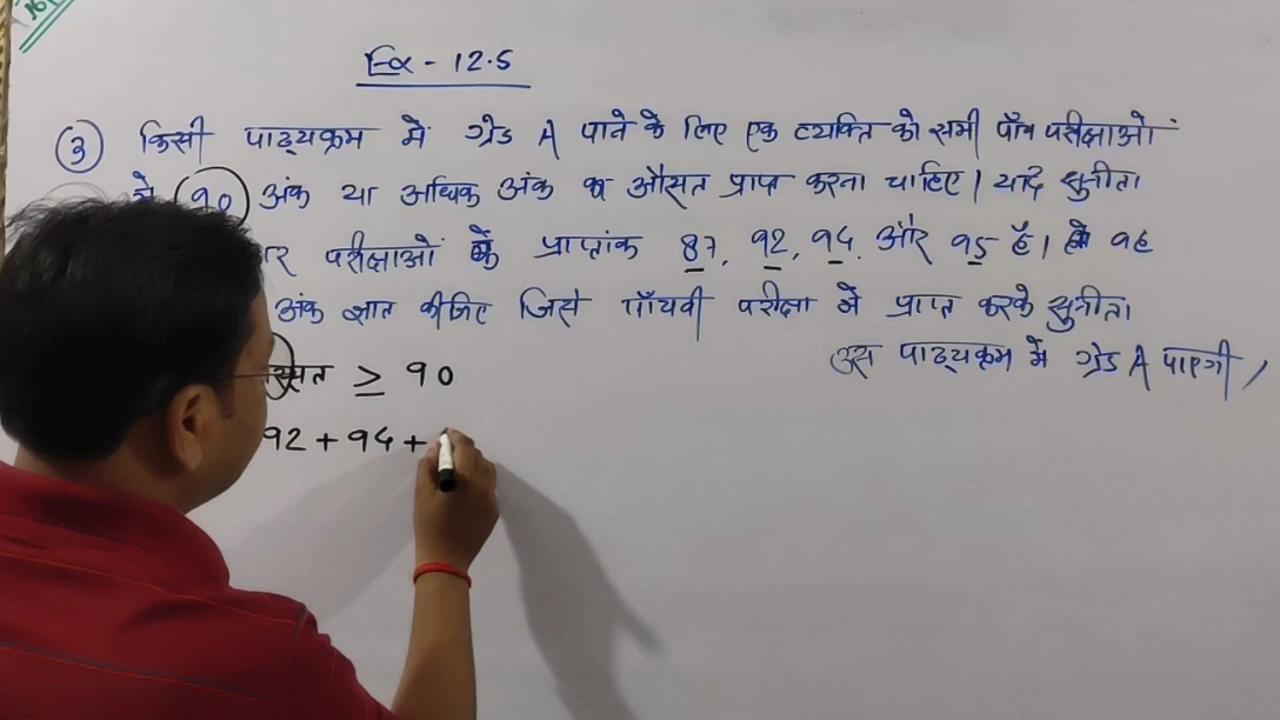 Ex - 12.5
③ किसी पाठ्यक्रम में ग्रेड A पाने के लिए एक व्यक्ति को सभी पाँच परीक्षाओं
में 90 अंक या अधिक अंक का औसत प्राप्त करना चाहिए। यदि सुनीता
परीक्षाओं के प्राप्तांक 87, 92, 94. और 95 हैं। तो वह
अंक ज्ञात कीजिए जिसे पाँचवी परीक्षा में प्राप्त करके सुनीता
उस पाठ्यक्रम में ग्रेड A पाएगी
≥ 90
92 + 94 +